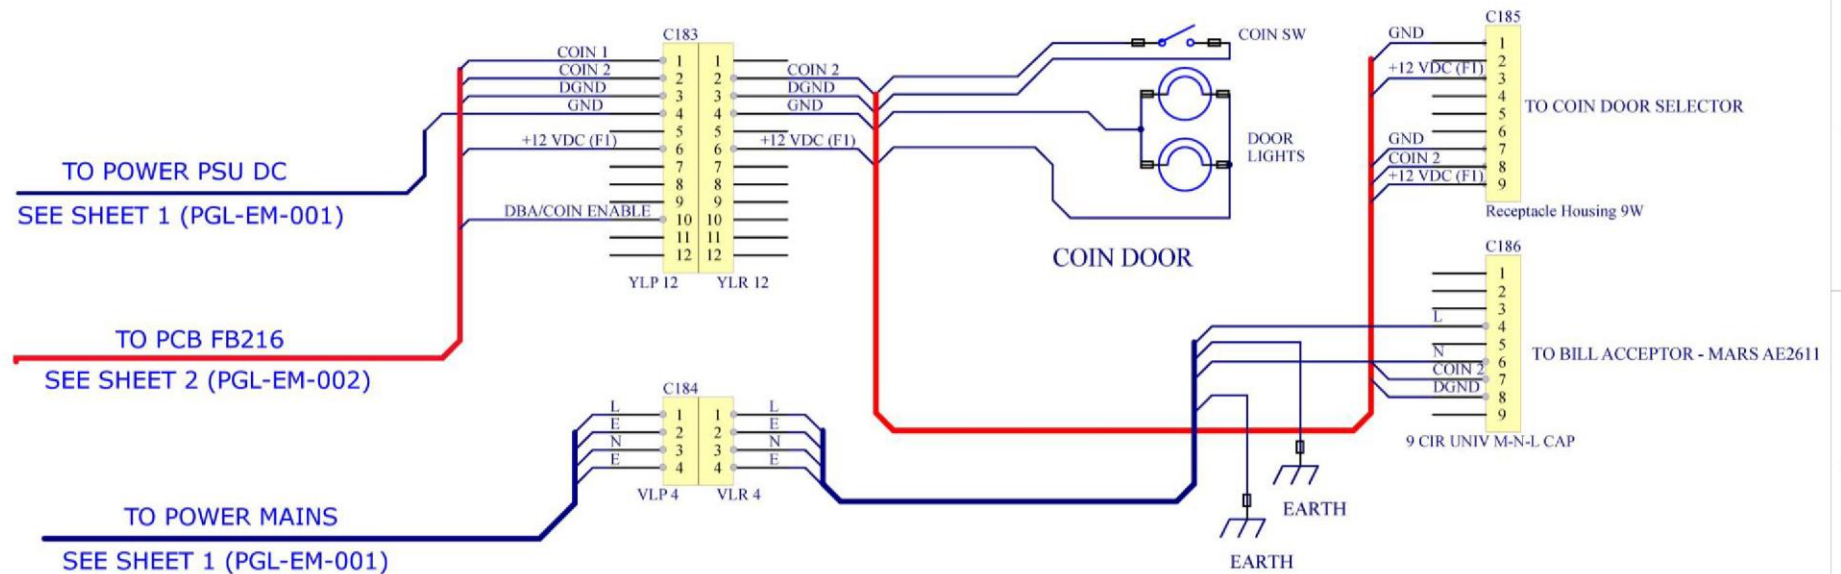 TO POWER PSU DC
SEE SHEET 1 (PGL-EM-001)
TO PCB FB216
SEE SHEET 2 (PGL-EM-002)
TO POWER MAINS
SEE SHEET 1 (PGL-EM-001)
C183
COIN 1
COIN 2
DGND
GND
+12 VDC (F1)
DBA/COIN ENABLE
1 1
2 2
3 3
4 4
5 5
6 6
7 7
8 8
9 9
10 10
11 11
12 12
YLP 12 YLR 12
COIN 2
DGND
GND
+12 VDC (F1)
C184
L 1 1 L
E 2 2 E
N 3 3 N
E 4 4 E
VLP 4 VLR 4
COIN SW
DOOR
LIGHTS
COIN DOOR
EARTH
EARTH
C185
GND 1
2
+12 VDC (F1) 3
4
5
6
GND 7
COIN 2 8
+12 VDC (F1) 9
TO COIN DOOR SELECTOR
Receptacle Housing 9W
C186
1
2
3
L 4
5
N 6
COIN 2 7
DGND 8
9
TO BILL ACCEPTOR - MARS AE2611
9 CIR UNIV M-N-L CAP